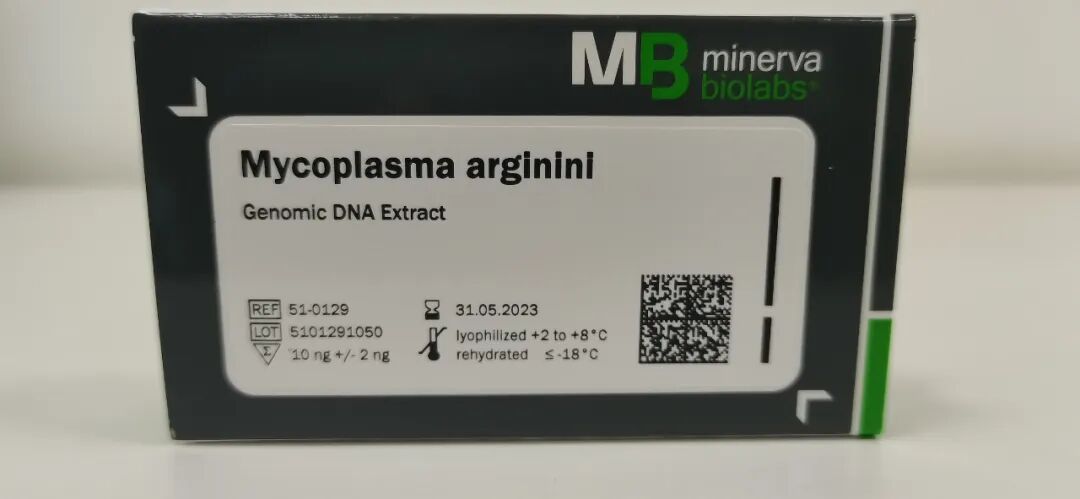 MB minerva
biolabs®
Mycoplasma arginini
Genomic DNA Extract
REF 51-0129
LOT 5101291050
Σ 10 ng +/- 2 ng
31.05.2023
lyophilized +2 to +8°C
rehydrated ≤ -18°C